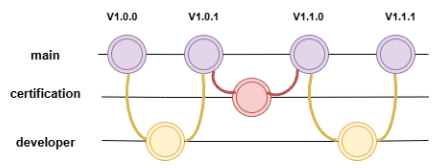 V1.0.0 V1.0.1 V1.1.0 V1.1.1
main
certification
developer